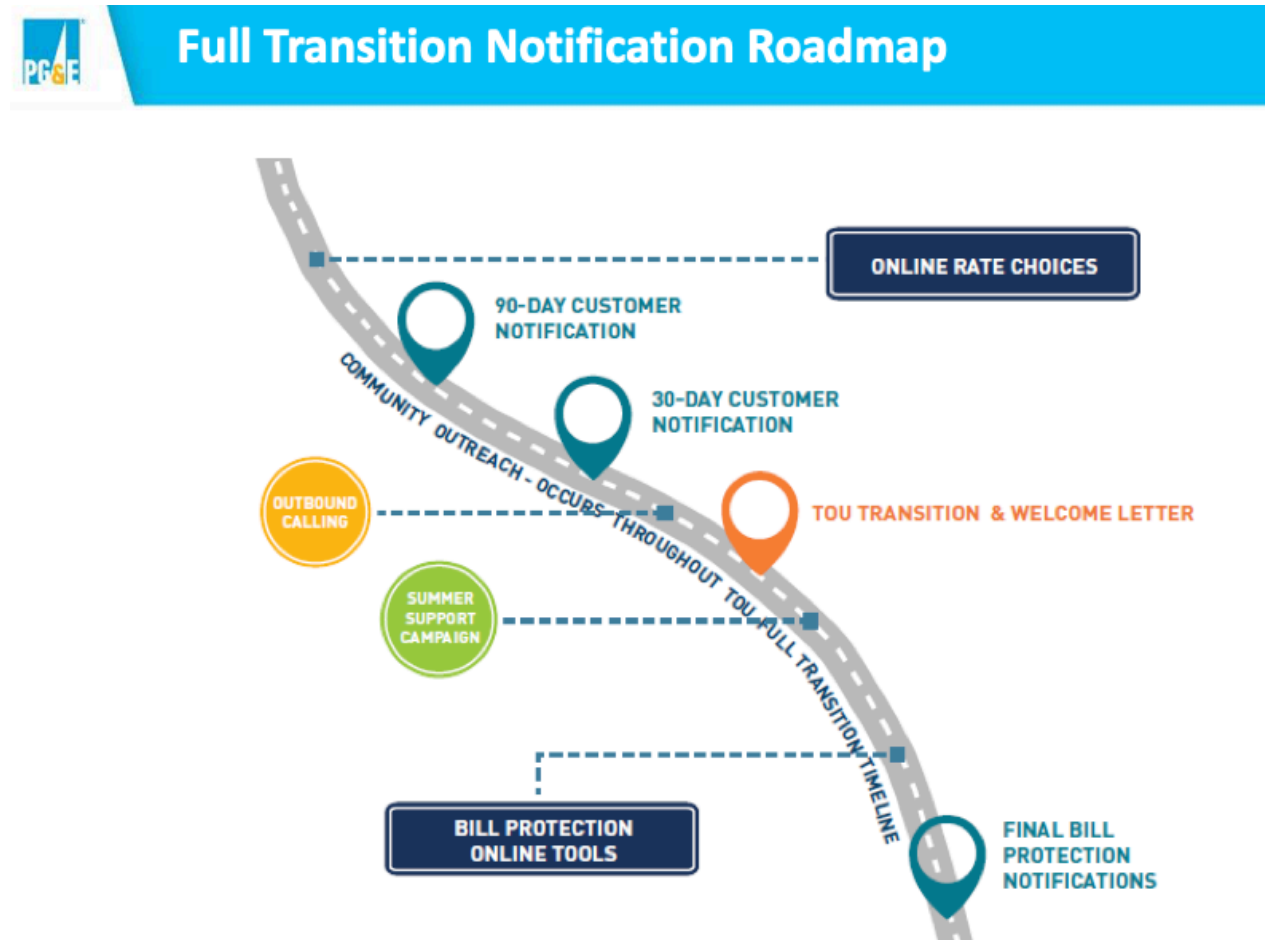 PG&E
Full Transition Notification Roadmap
ONLINE RATE CHOICES
90-DAY CUSTOMER
NOTIFICATION
30-DAY CUSTOMER
NOTIFICATION
COMMUNITY OUTREACH - OCCURS THROUGHOUT TOU FULL TRANSITION TIMELINE
OUTBOUND
CALLING
TOU TRANSITION & WELCOME LETTER
SUMMER
SUPPORT
CAMPAIGN
BILL PROTECTION
ONLINE TOOLS
FINAL BILL
PROTECTION
NOTIFICATIONS